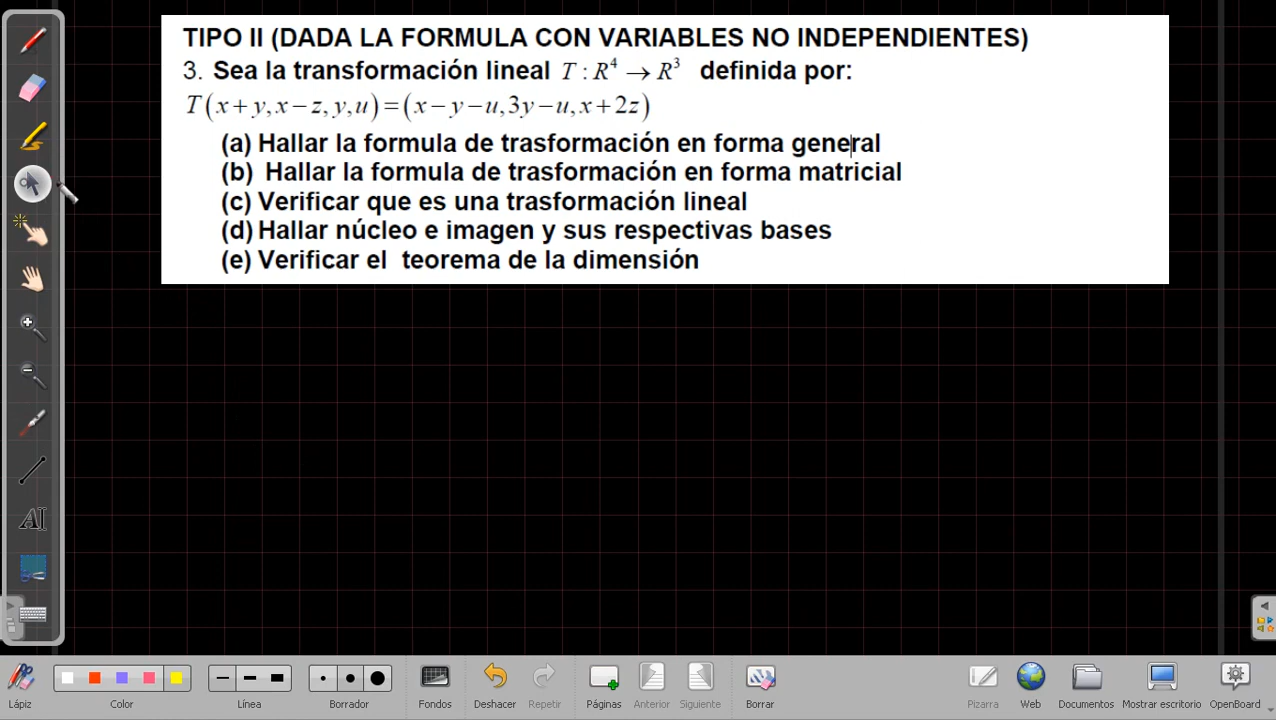 TIPO II (DADA LA FORMULA CON VARIABLES NO INDEPENDIENTES)
3. Sea la transformación lineal T : R⁴ → R³ definida por:
T(x+y, x−z, y, u) = (x−y−u, 3y−u, x+2z)
(a) Hallar la formula de trasformación en forma general
(b) Hallar la formula de trasformación en forma matricial
(c) Verificar que es una trasformación lineal
(d) Hallar núcleo e imagen y sus respectivas bases
(e) Verificar el teorema de la dimensión
Lápiz Color Línea Borrador Fondos Deshacer Repetir Páginas Anterior Siguiente Borrar Pizarra Web Documentos Mostrar escritorio OpenBoard